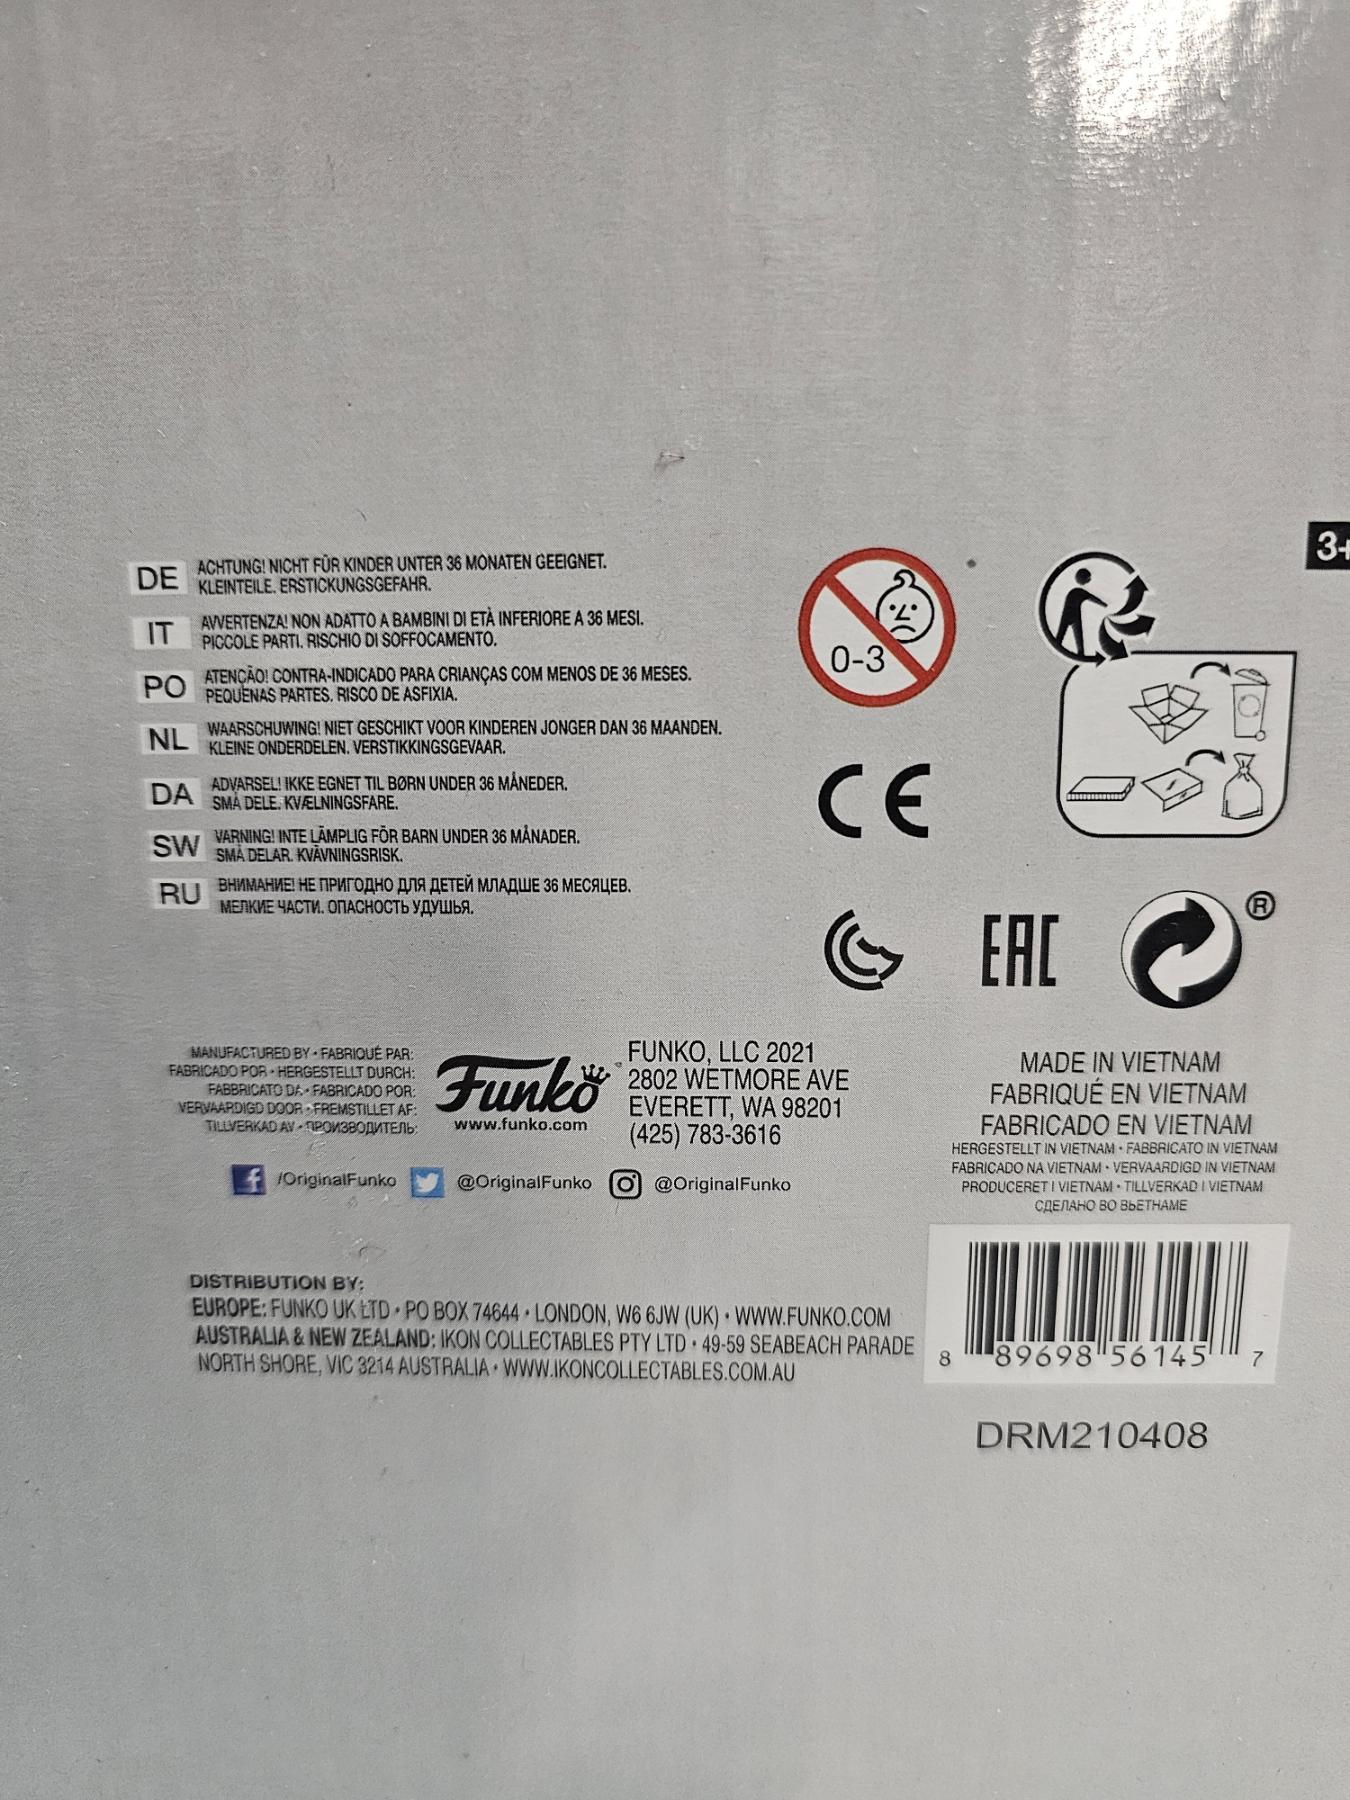 3+
DE
ACHTUNG! NICHT FÜR KINDER UNTER 36 MONATEN GEEIGNET.
KLEINTEILE. ERSTICKUNGSGEFAHR.
IT
AVVERTENZA! NON ADATTO A BAMBINI DI ETÀ INFERIORE A 36 MESI.
PICCOLE PARTI. RISCHIO DI SOFFOCAMENTO.
PO
ATENÇÃO! CONTRA-INDICADO PARA CRIANÇAS COM MENOS DE 36 MESES.
PEQUENAS PARTES. RISCO DE ASFIXIA.
NL
WAARSCHUWING! NIET GESCHIKT VOOR KINDEREN JONGER DAN 36 MAANDEN.
KLEINE ONDERDELEN. VERSTIKKINGSGEVAAR.
DA
ADVARSEL! IKKE EGNET TIL BØRN UNDER 36 MÅNEDER.
SMÅ DELE. KVÆLNINGSFARE.
SW
VARNING! INTE LÄMPLIG FÖR BARN UNDER 36 MÅNADER.
SMÅ DELAR. KVÄVNINGSRISK.
RU
ВНИМАНИЕ! НЕ ПРИГОДНО ДЛЯ ДЕТЕЙ МЛАДШЕ 36 МЕСЯЦЕВ.
МЕЛКИЕ ЧАСТИ. ОПАСНОСТЬ УДУШЬЯ.
0-3
CE
EAC
®
MANUFACTURED BY • FABRIQUÉ PAR:
FABRICADO POR • HERGESTELLT DURCH:
FABBRICATO DA • FABRICADO POR:
VERVAARDIGD DOOR • FREMSTILLET AF:
TILLVERKAD AV • ПРОИЗВОДИТЕЛЬ:
Funko
www.funko.com
FUNKO, LLC 2021
2802 WETMORE AVE
EVERETT, WA 98201
(425) 783-3616
/OriginalFunko @OriginalFunko @OriginalFunko
MADE IN VIETNAM
FABRIQUÉ EN VIETNAM
FABRICADO EN VIETNAM
HERGESTELLT IN VIETNAM • FABBRICATO IN VIETNAM
FABRICADO NA VIETNAM • VERVAARDIGD IN VIETNAM
PRODUCERET I VIETNAM • TILLVERKAD I VIETNAM
СДЕЛАНО ВО ВЬЕТНАМЕ
DISTRIBUTION BY:
EUROPE: FUNKO UK LTD • PO BOX 74644 • LONDON, W6 6JW (UK) • WWW.FUNKO.COM
AUSTRALIA & NEW ZEALAND: IKON COLLECTABLES PTY LTD • 49-59 SEABEACH PARADE
NORTH SHORE, VIC 3214 AUSTRALIA • WWW.IKONCOLLECTABLES.COM.AU
8 89698 56145 7
DRM210408